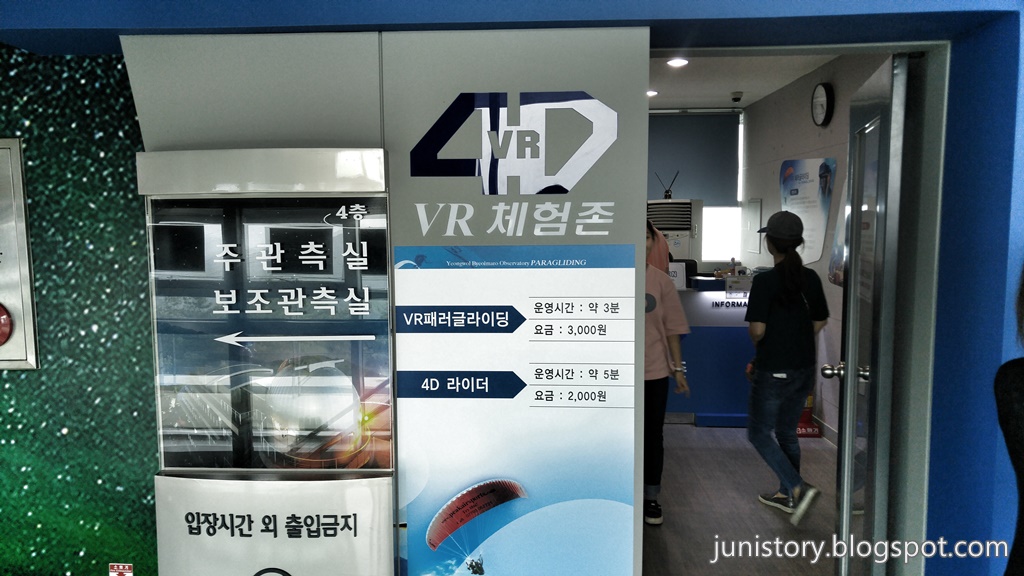 4층
주관측실
보조관측실
입장시간 외 출입금지
4D
VR
VR 체험존
Yeongwol Byeolmaro Observatory PARAGLIDING
VR패러글라이딩
운영시간 : 약 3분
요금 : 3,000원
4D 라이더
운영시간 : 약 5분
요금 : 2,000원
INFORMA
junistory.blogspot.com